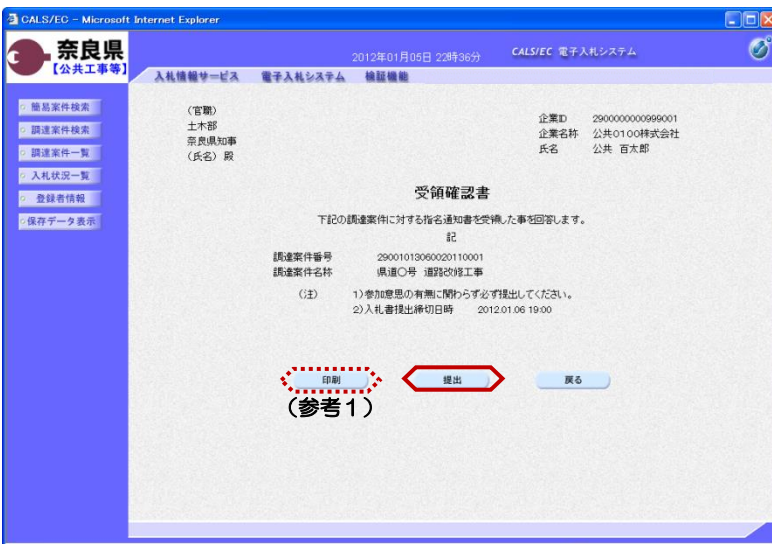 CALS/EC - Microsoft Internet Explorer
奈良県
【公共工事等】
2012年01月05日 22時36分
CALS/EC 電子入札システム
入札情報サービス 電子入札システム 検証機能
簡易案件検索
調達案件検索
調達案件一覧
入札状況一覧
登録者情報
保存データ表示
（官職）
土木部
奈良県知事
（氏名）殿
企業ID 2900000000999001
企業名称 公共0100株式会社
氏名 公共 百太郎
受領確認書
下記の調達案件に対する指名通知書を受領した事を回答します。
記
調達案件番号 29001013060020110001
調達案件名称 県道〇号 道路改修工事
（注） 1)参加意思の有無に関わらず必ず提出してください。
2)入札書提出締切日時 2012.01.06 19:00
印刷 提出 戻る
（参考１）